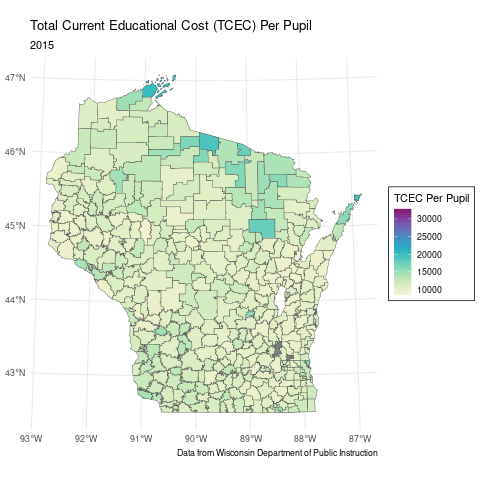 Total Current Educational Cost (TCEC) Per Pupil
2015
47°N
46°N
45°N
44°N
43°N
TCEC Per Pupil
30000
25000
20000
15000
10000
93°W 92°W 91°W 90°W 89°W 88°W 87°W
Data from Wisconsin Department of Public Instruction